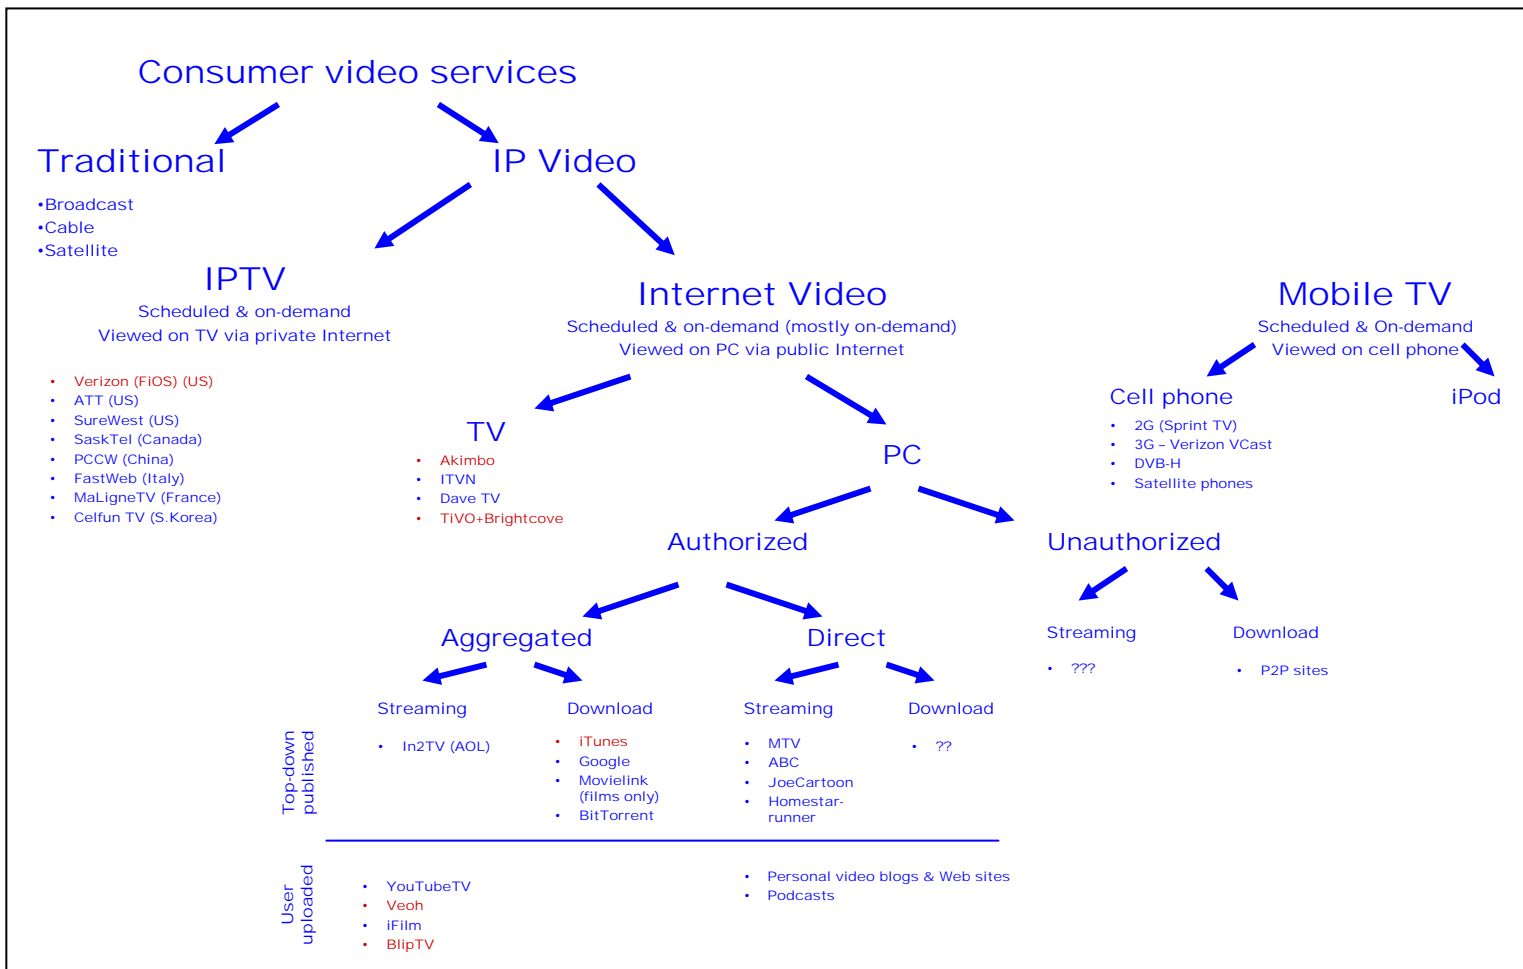 Consumer video services
Traditional
IP Video
•Broadcast
•Cable
•Satellite
IPTV
Scheduled & on-demand
Viewed on TV via private Internet
Internet Video
Scheduled & on-demand (mostly on-demand)
Viewed on PC via public Internet
Mobile TV
Scheduled & On-demand
Viewed on cell phone
• Verizon (FiOS) (US)
• ATT (US)
• SureWest (US)
• SaskTel (Canada)
• PCCW (China)
• FastWeb (Italy)
• MaLigneTV (France)
• Celfun TV (S.Korea)
TV
• Akimbo
• ITVN
• Dave TV
• TiVO+Brightcove
PC
Cell phone
• 2G (Sprint TV)
• 3G – Verizon VCast
• DVB-H
• Satellite phones
iPod
Authorized
Unauthorized
Aggregated
Direct
Streaming
• ???
Download
• P2P sites
Streaming
• In2TV (AOL)
Download
• iTunes
• Google
• Movielink
(films only)
• BitTorrent
Streaming
• MTV
• ABC
• JoeCartoon
• Homestar-
runner
Download
• ??
Top-down
published
User
uploaded
• YouTubeTV
• Veoh
• iFilm
• BlipTV
• Personal video blogs & Web sites
• Podcasts